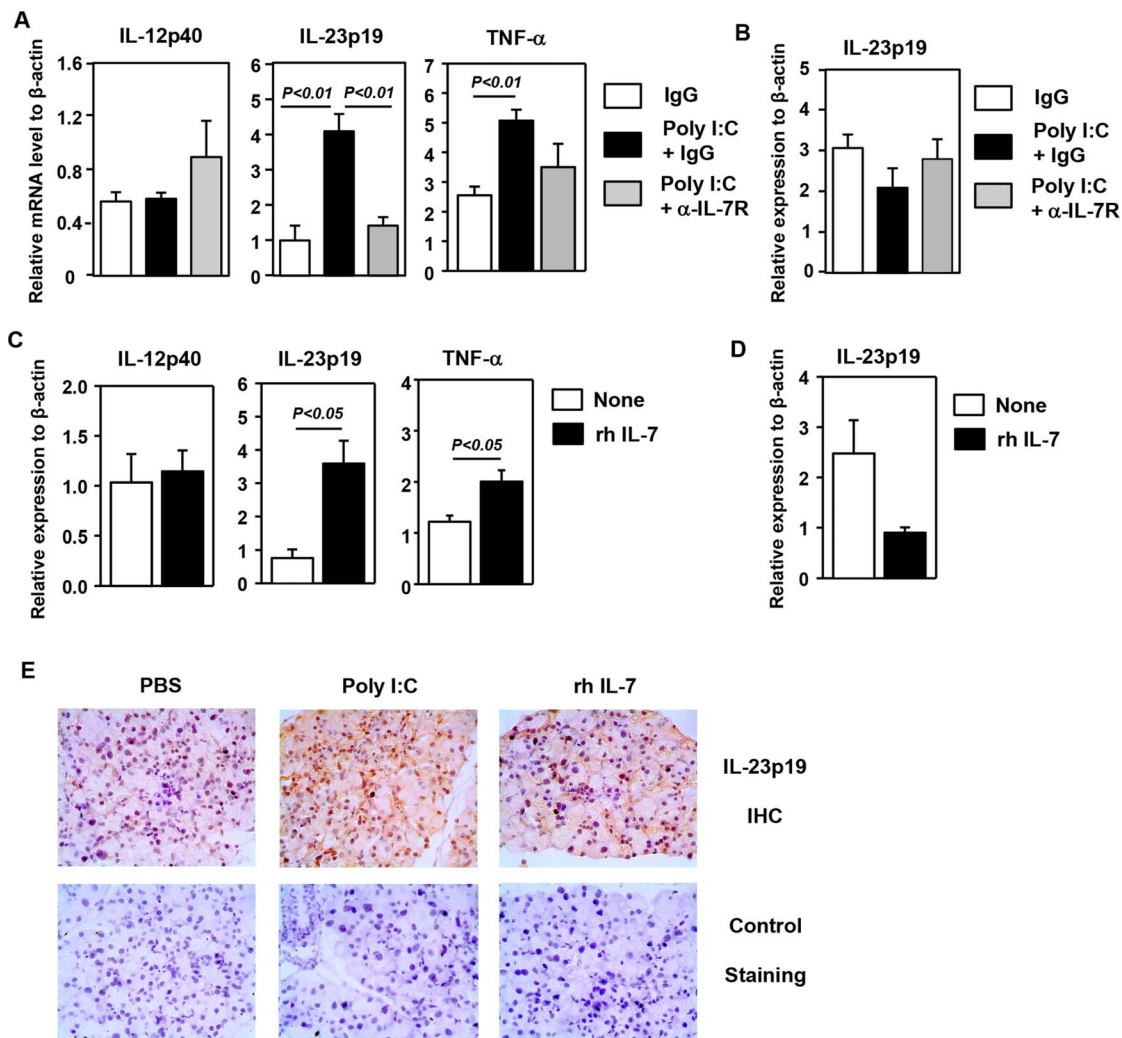 A
IL-12p40
IL-23p19
TNF-α
Relative mRNA level to β-actin
1.6
1.2
0.8
0.4
0
6
5
4
3
2
1
0
P<0.01
P<0.01
7
6
5
4
3
2
1
0
P<0.01
IgG
Poly I:C
+ IgG
Poly I:C
+ α-IL-7R
B
IL-23p19
Relative expression to β-actin
5
4
3
2
1
0
IgG
Poly I:C
+ IgG
Poly I:C
+ α-IL-7R
C
IL-12p40
IL-23p19
TNF-α
Relative expression to β-actin
2.0
1.5
1.0
0.5
0.0
6
5
4
3
2
1
0
P<0.05
4
3
2
1
0
P<0.05
None
rh IL-7
D
IL-23p19
Relative expression to β-actin
4
3
2
1
0
None
rh IL-7
E
PBS
Poly I:C
rh IL-7
IL-23p19
IHC
Control
Staining